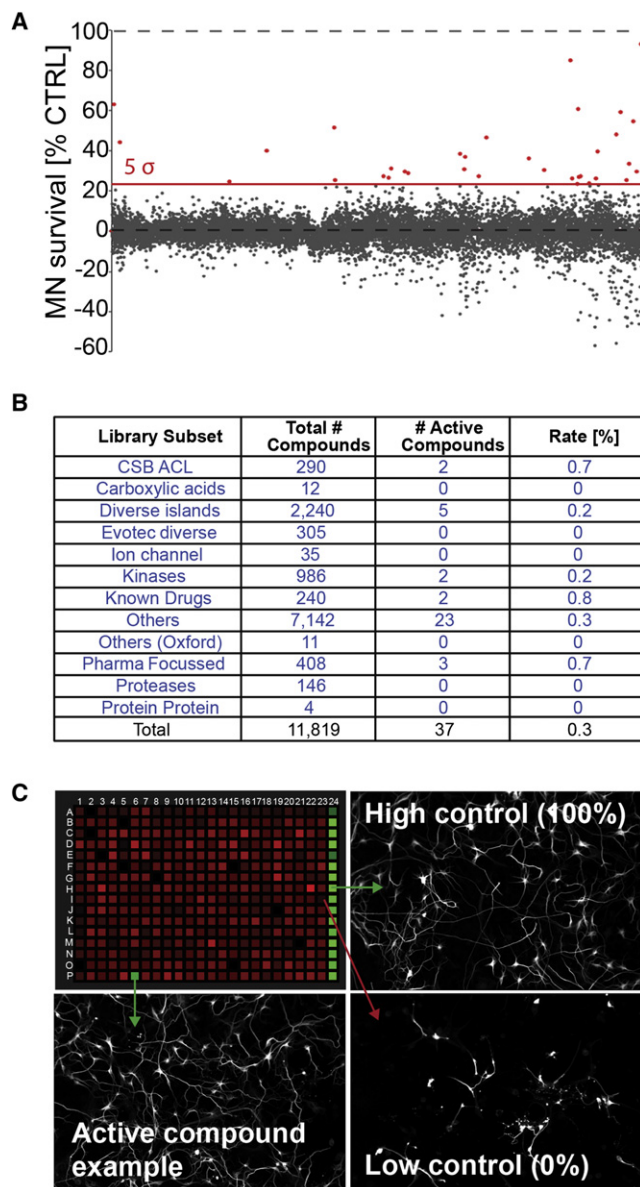 A
MN survival [% CTRL]
100
80
60
40
20
0
-20
-40
-60
5 σ
B
Library Subset Total # Compounds # Active Compounds Rate [%]
CSB ACL 290 2 0.7
Carboxylic acids 12 0 0
Diverse islands 2,240 5 0.2
Evotec diverse 305 0 0
Ion channel 35 0 0
Kinases 986 2 0.2
Known Drugs 240 2 0.8
Others 7,142 23 0.3
Others (Oxford) 11 0 0
Pharma Focussed 408 3 0.7
Proteases 146 0 0
Protein Protein 4 0 0
Total 11,819 37 0.3
C
1 2 3 4 5 6 7 8 9 10 11 12 13 14 15 16 17 18 19 20 21 22 23 24
A
B
C
D
E
F
G
H
I
J
K
L
M
N
O
P
High control (100%)
Active compound
example
Low control (0%)